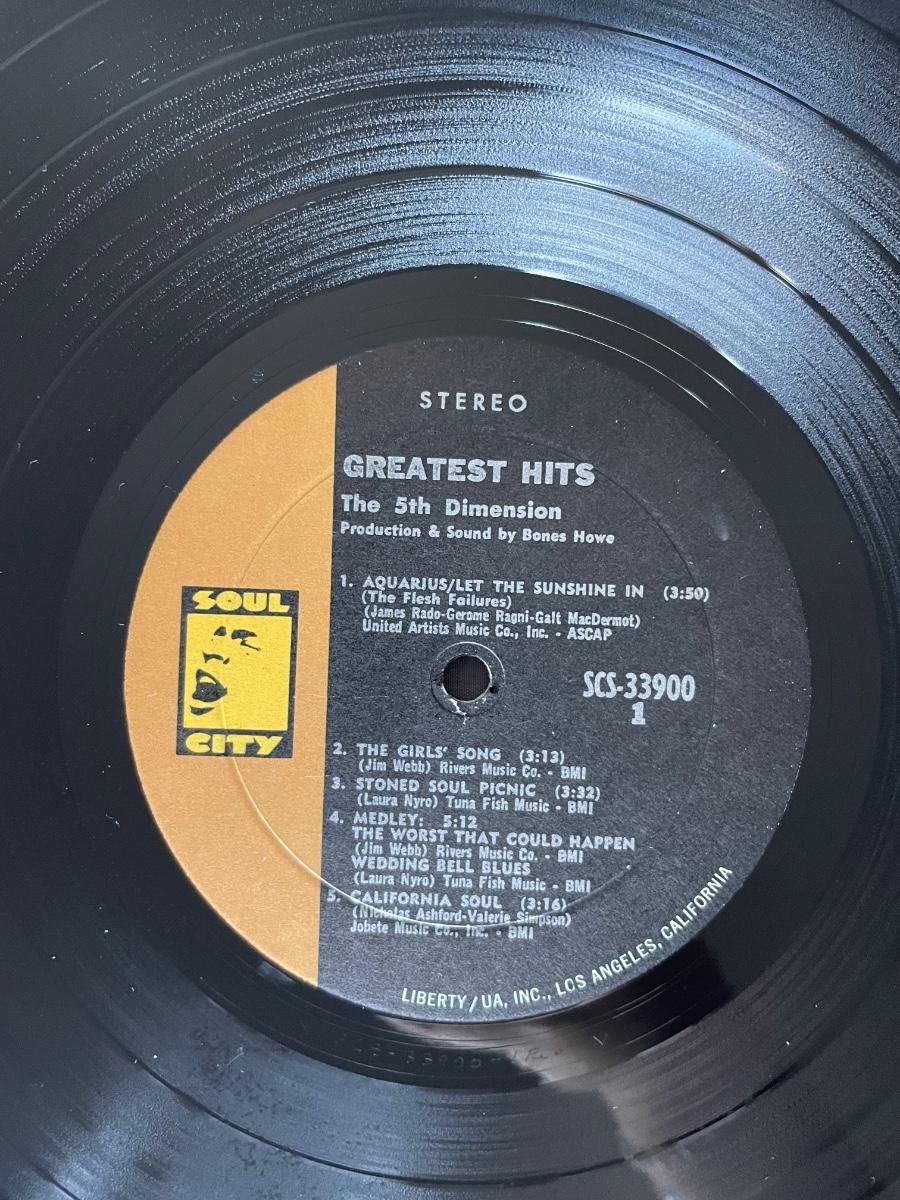 STEREO
GREATEST HITS
The 5th Dimension
Production & Sound by Bones Howe
1. AQUARIUS/LET THE SUNSHINE IN (3:50)
(The Flesh Failures)
(James Rado-Gerome Ragni-Galt MacDermot)
United Artists Music Co., Inc. - ASCAP
SOUL
CITY
SCS-33900
1
2. THE GIRLS' SONG (3:13)
(Jim Webb) Rivers Music Co. - BMI
3. STONED SOUL PICNIC (3:32)
(Laura Nyro) Tuna Fish Music - BMI
4. MEDLEY: 5:12
THE WORST THAT COULD HAPPEN
(Jim Webb) Rivers Music Co. - BMI
WEDDING BELL BLUES
(Laura Nyro) Tuna Fish Music - BMI
5. CALIFORNIA SOUL (3:16)
(Nicholas Ashford-Valerie Simpson)
Jobete Music Co., Inc. - BMI
LIBERTY/UA, INC., LOS ANGELES, CALIFORNIA
SCS-33900